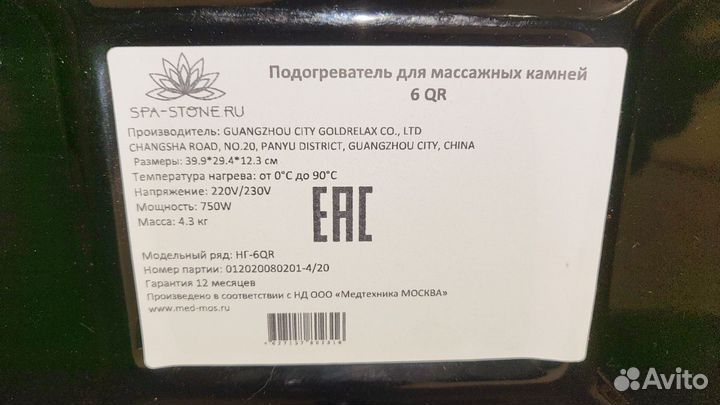 SPA-STONE.RU
Подогреватель для массажных камней
6 QR
Производитель: GUANGZHOU CITY GOLDRELAX CO., LTD
CHANGSHA ROAD, NO.20, PANYU DISTRICT, GUANGZHOU CITY, CHINA
Размеры: 39.9*29.4*12.3 см
Температура нагрева: от 0°C до 90°C
Напряжение: 220V/230V
Мощность: 750W
Масса: 4.3 кг
EAC
Модельный ряд: НГ-6QR
Номер партии: 012020080201-4/20
Гарантия 12 месяцев
Произведено в соответствии с НД ООО «Медтехника МОСКВА»
www.med-mos.ru
Avito